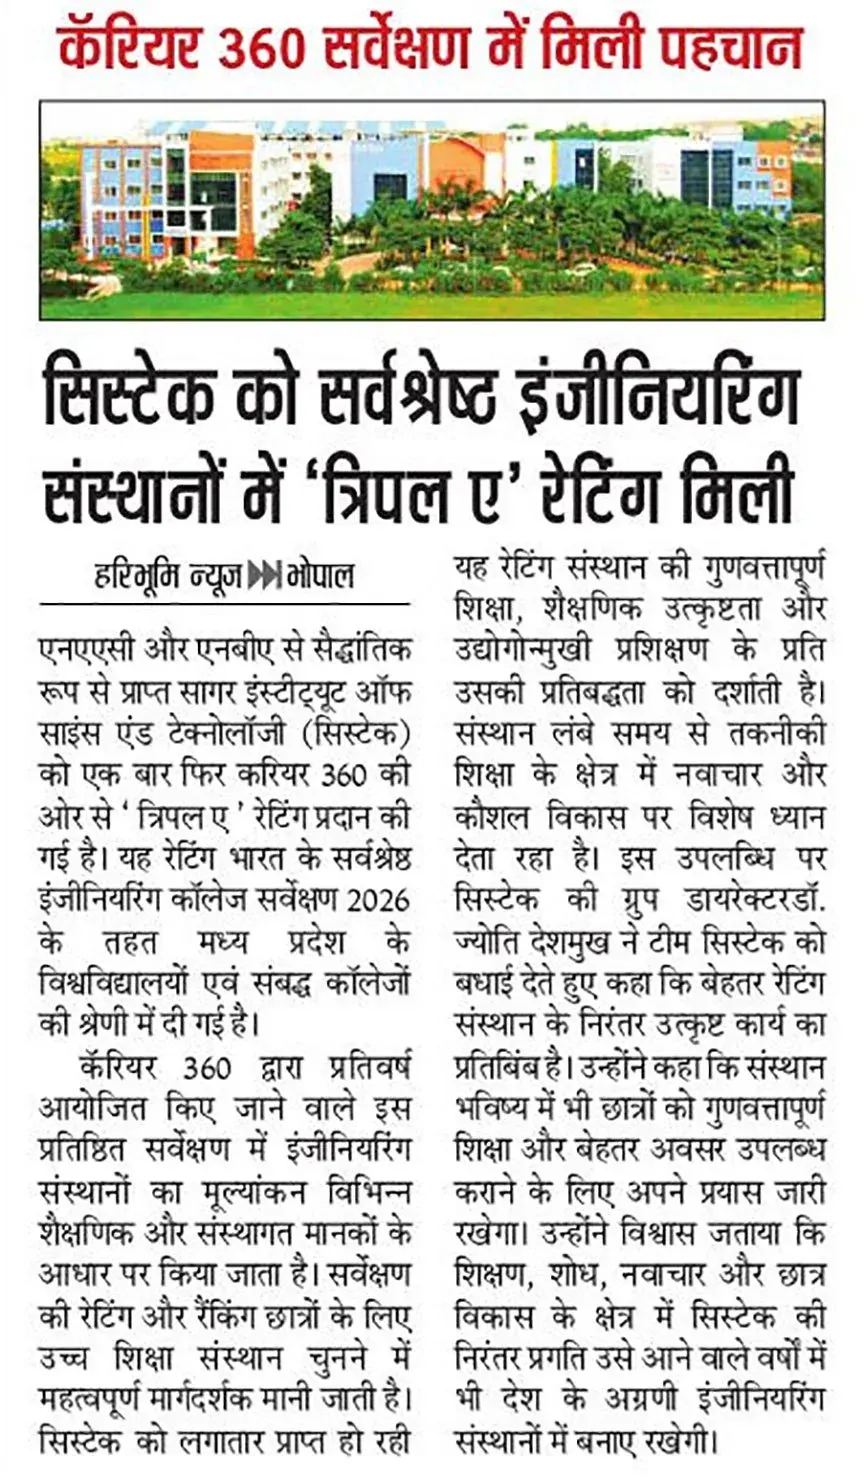 कॅरियर 360 सर्वेक्षण में मिली पहचान
सिस्टेक को सर्वश्रेष्ठ इंजीनियरिंग
संस्थानों में ‘त्रिपल ए’ रेटिंग मिली
हरिभूमि न्यूज भोपाल
एनएएसी और एनबीए से सैद्धांतिक
रूप से प्राप्त सागर इंस्टीट्यूट ऑफ
साइंस एंड टेक्नोलॉजी (सिस्टेक)
को एक बार फिर करियर 360 की
ओर से ‘ त्रिपल ए ’ रेटिंग प्रदान की
गई है। यह रेटिंग भारत के सर्वश्रेष्ठ
इंजीनियरिंग कॉलेज सर्वेक्षण 2026
के तहत मध्य प्रदेश के
विश्वविद्यालयों एवं संबद्ध कॉलेजों
की श्रेणी में दी गई है।
कॅरियर 360 द्वारा प्रतिवर्ष
आयोजित किए जाने वाले इस
प्रतिष्ठित सर्वेक्षण में इंजीनियरिंग
संस्थानों का मूल्यांकन विभिन्न
शैक्षणिक और संस्थागत मानकों के
आधार पर किया जाता है। सर्वेक्षण
की रेटिंग और रैंकिंग छात्रों के लिए
उच्च शिक्षा संस्थान चुनने में
महत्वपूर्ण मार्गदर्शक मानी जाती है।
सिस्टेक को लगातार प्राप्त हो रही
यह रेटिंग संस्थान की गुणवत्तापूर्ण
शिक्षा, शैक्षणिक उत्कृष्टता और
उद्योगोन्मुखी प्रशिक्षण के प्रति
उसकी प्रतिबद्धता को दर्शाती है।
संस्थान लंबे समय से तकनीकी
शिक्षा के क्षेत्र में नवाचार और
कौशल विकास पर विशेष ध्यान
देता रहा है। इस उपलब्धि पर
सिस्टेक की ग्रुप डायरेक्टरडॉ.
ज्योति देशमुख ने टीम सिस्टेक को
बधाई देते हुए कहा कि बेहतर रेटिंग
संस्थान के निरंतर उत्कृष्ट कार्य का
प्रतिबिंब है। उन्होंने कहा कि संस्थान
भविष्य में भी छात्रों को गुणवत्तापूर्ण
शिक्षा और बेहतर अवसर उपलब्ध
कराने के लिए अपने प्रयास जारी
रखेगा। उन्होंने विश्वास जताया कि
शिक्षण, शोध, नवाचार और छात्र
विकास के क्षेत्र में सिस्टेक की
निरंतर प्रगति उसे आने वाले वर्षों में
भी देश के अग्रणी इंजीनियरिंग
संस्थानों में बनाए रखेगी।